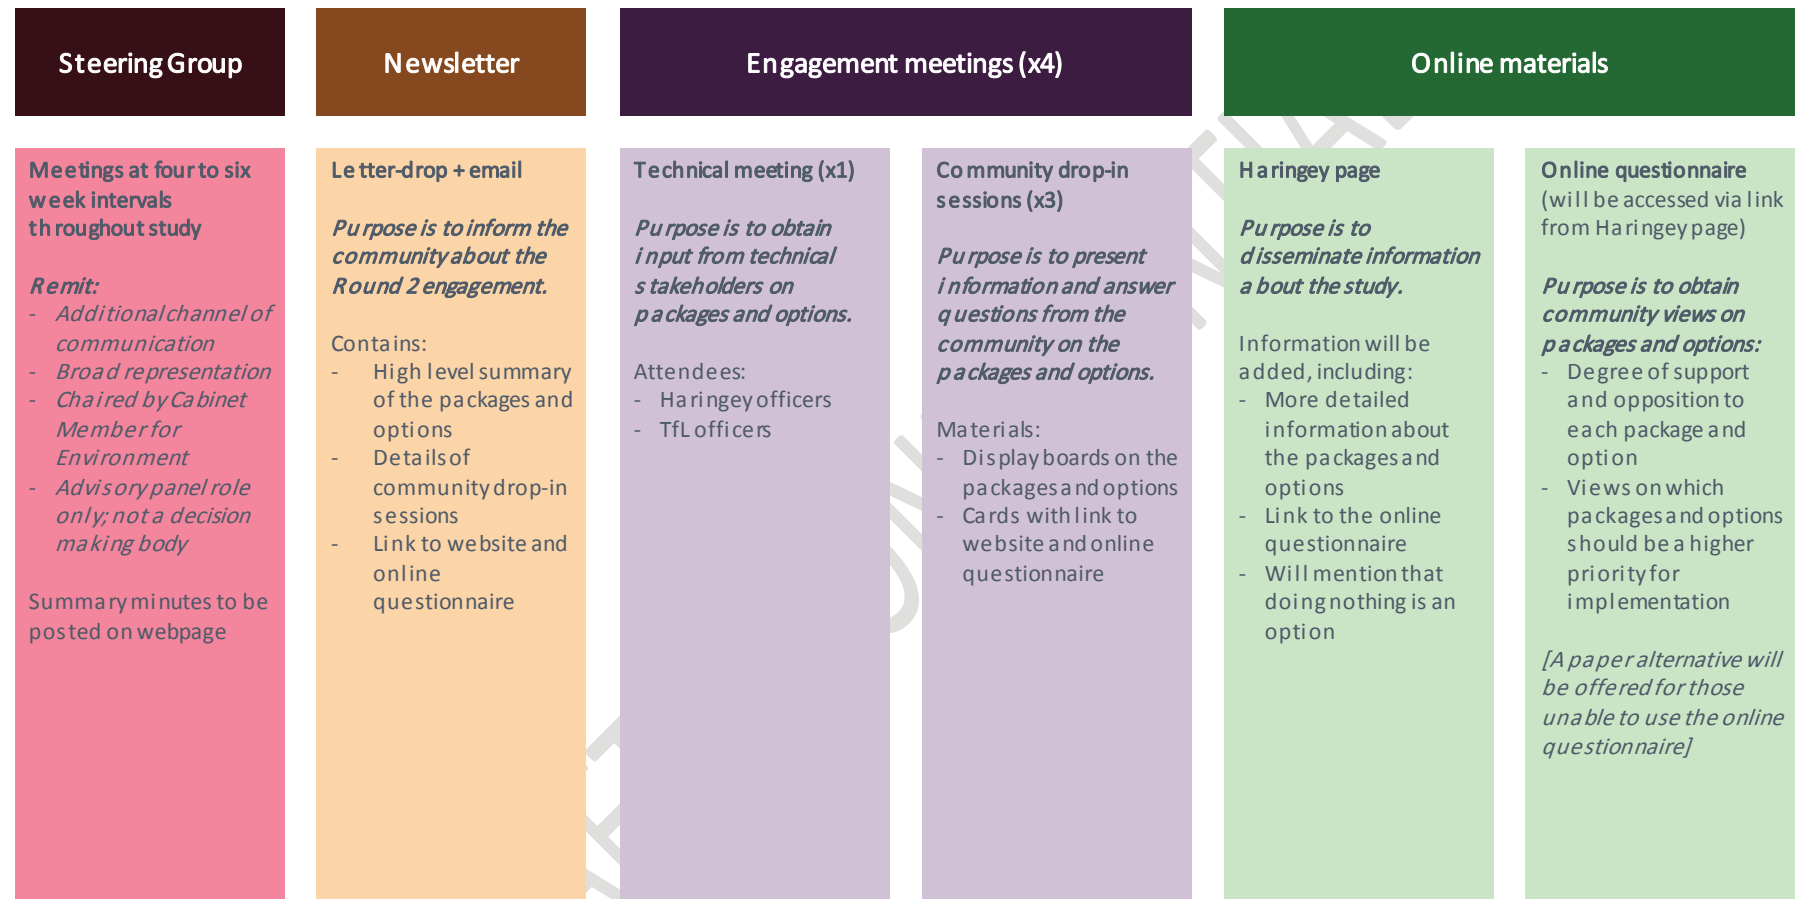 Steering Group
Newsletter
Engagement meetings (x4)
Online materials
Meetings at four to six
week intervals
throughout study
Remit:
- Additional channel of
communication
- Broad representation
- Chaired by Cabinet
Member for
Environment
- Advisory panel role
only; not a decision
making body
Summary minutes to be
posted on webpage
Letter-drop + email
Purpose is to inform the
community about the
Round 2 engagement.
Contains:
- High level summary
of the packages and
options
- Details of
community drop-in
sessions
- Link to website and
online
questionnaire
Technical meeting (x1)
Purpose is to obtain
input from technical
stakeholders on
packages and options.
Attendees:
- Haringey officers
- TfL officers
Community drop-in
sessions (x3)
Purpose is to present
information and answer
questions from the
community on the
packages and options.
Materials:
- Display boards on the
packages and options
- Cards with link to
website and online
questionnaire
Haringey page
Purpose is to
disseminate information
about the study.
Information will be
added, including:
- More detailed
information about
the packages and
options
- Link to the online
questionnaire
- Will mention that
doing nothing is an
option
Online questionnaire
(will be accessed via link
from Haringey page)
Purpose is to obtain
community views on
packages and options:
- Degree of support
and opposition to
each package and
option
- Views on which
packages and options
should be a higher
priority for
implementation
[A paper alternative will
be offered for those
unable to use the online
questionnaire]